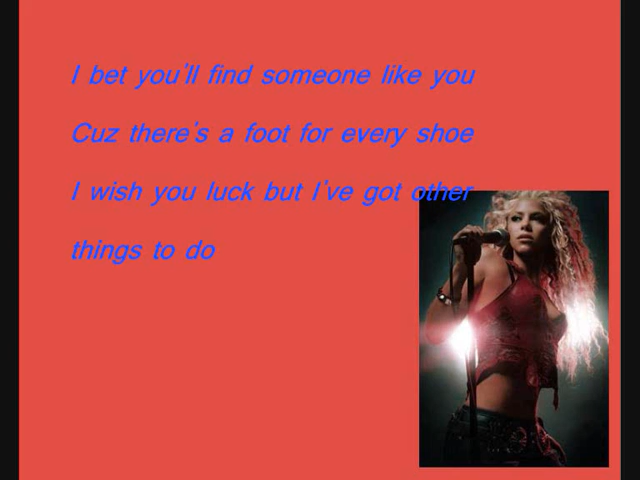 I bet you'll find someone like you
Cuz there's a foot for every shoe
I wish you luck but I've got other
things to do